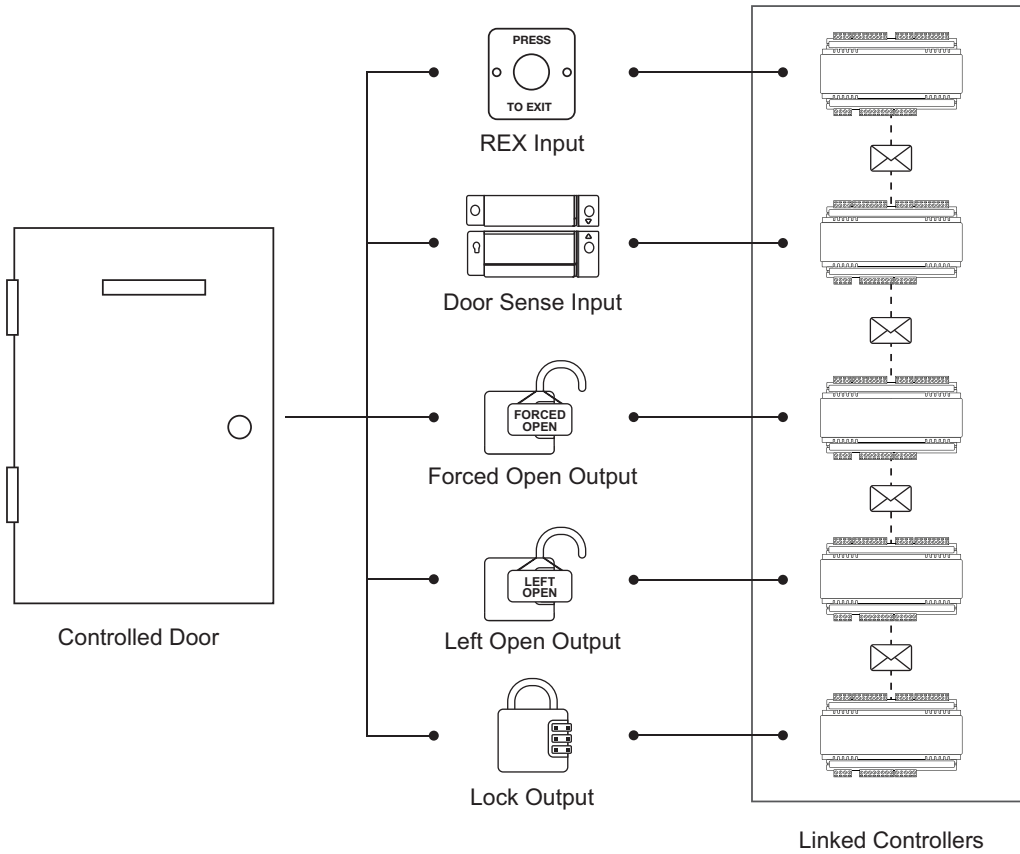 PRESS
TO EXIT
REX Input
Door Sense Input
FORCED
OPEN
Forced Open Output
LEFT
OPEN
Left Open Output
Lock Output
Controlled Door
Linked Controllers